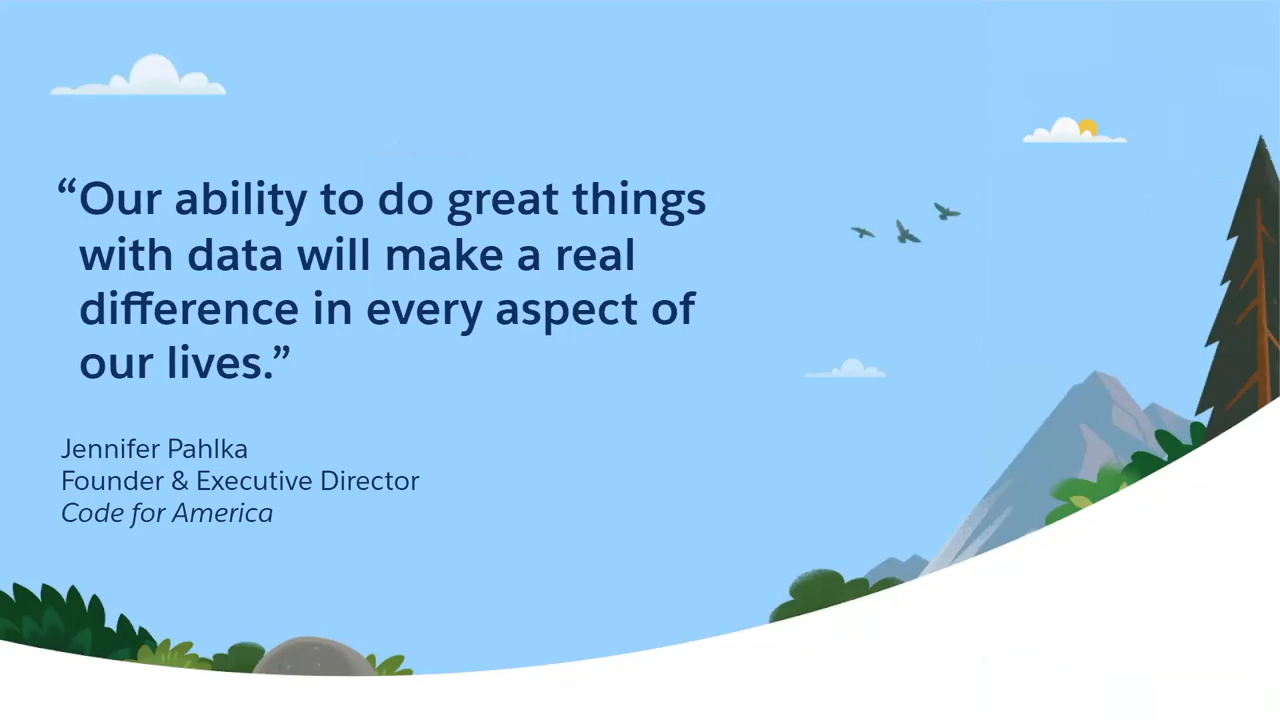 “Our ability to do great things
with data will make a real
difference in every aspect of
our lives.”
Jennifer Pahlka
Founder & Executive Director
Code for America